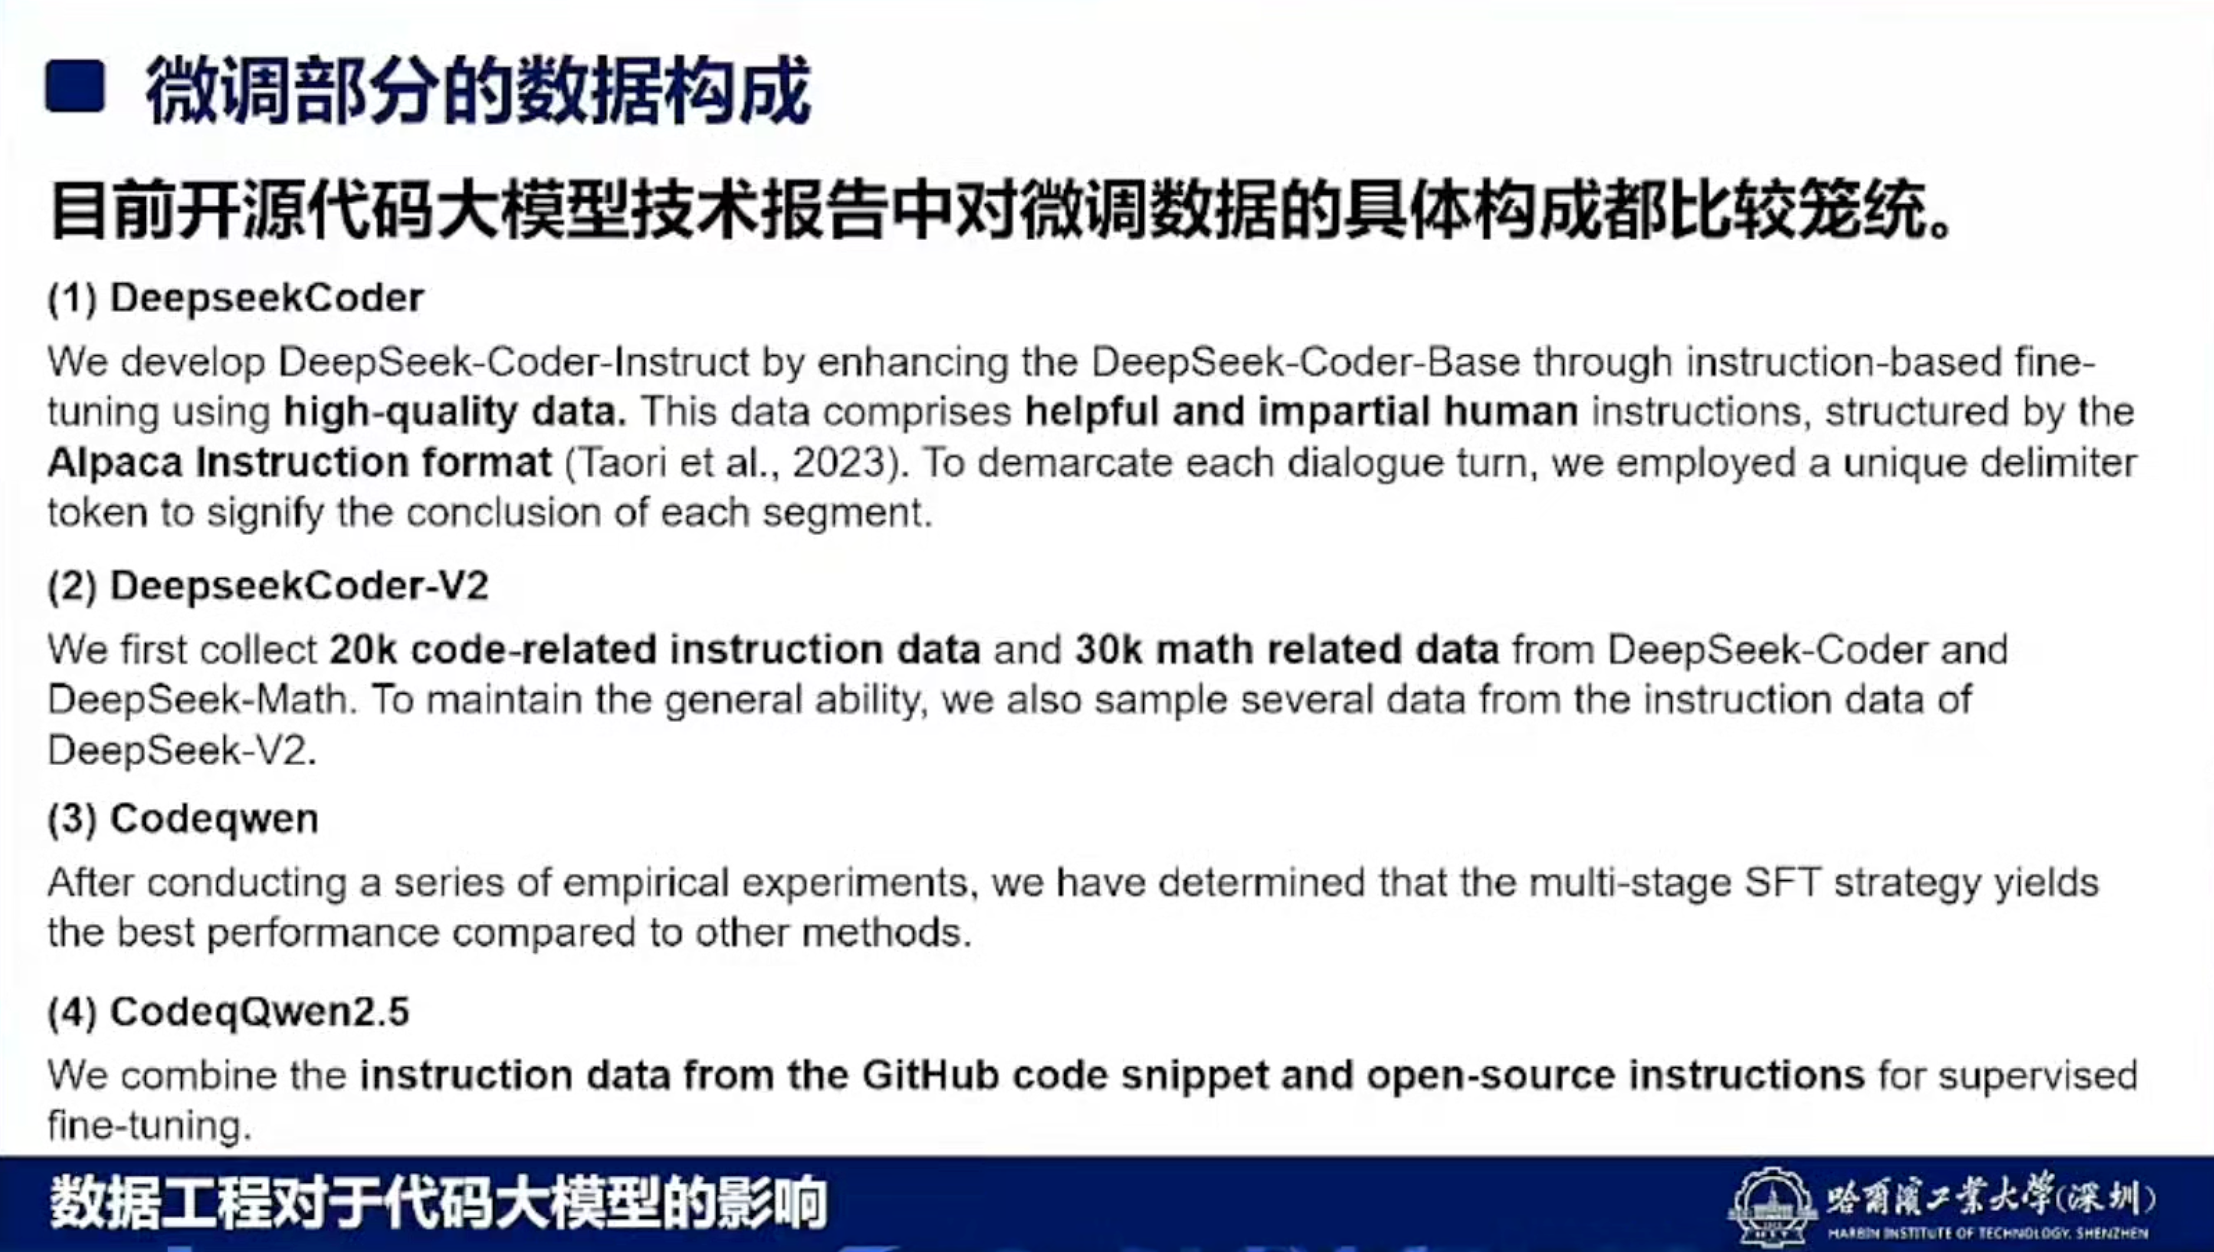 微调部分的数据构成
目前开源代码大模型技术报告中对微调数据的具体构成都比较笼统。
(1) DeepseekCoder
We develop DeepSeek-Coder-Instruct by enhancing the DeepSeek-Coder-Base through instruction-based fine-
tuning using high-quality data. This data comprises helpful and impartial human instructions, structured by the
Alpaca Instruction format (Taori et al., 2023). To demarcate each dialogue turn, we employed a unique delimiter
token to signify the conclusion of each segment.
(2) DeepseekCoder-V2
We first collect 20k code-related instruction data and 30k math related data from DeepSeek-Coder and
DeepSeek-Math. To maintain the general ability, we also sample several data from the instruction data of
DeepSeek-V2.
(3) Codeqwen
After conducting a series of empirical experiments, we have determined that the multi-stage SFT strategy yields
the best performance compared to other methods.
(4) CodeqQwen2.5
We combine the instruction data from the GitHub code snippet and open-source instructions for supervised
fine-tuning.
数据工程对于代码大模型的影响
哈爾濱工業大學(深圳)
HARBIN INSTITUTE OF TECHNOLOGY, SHENZHEN